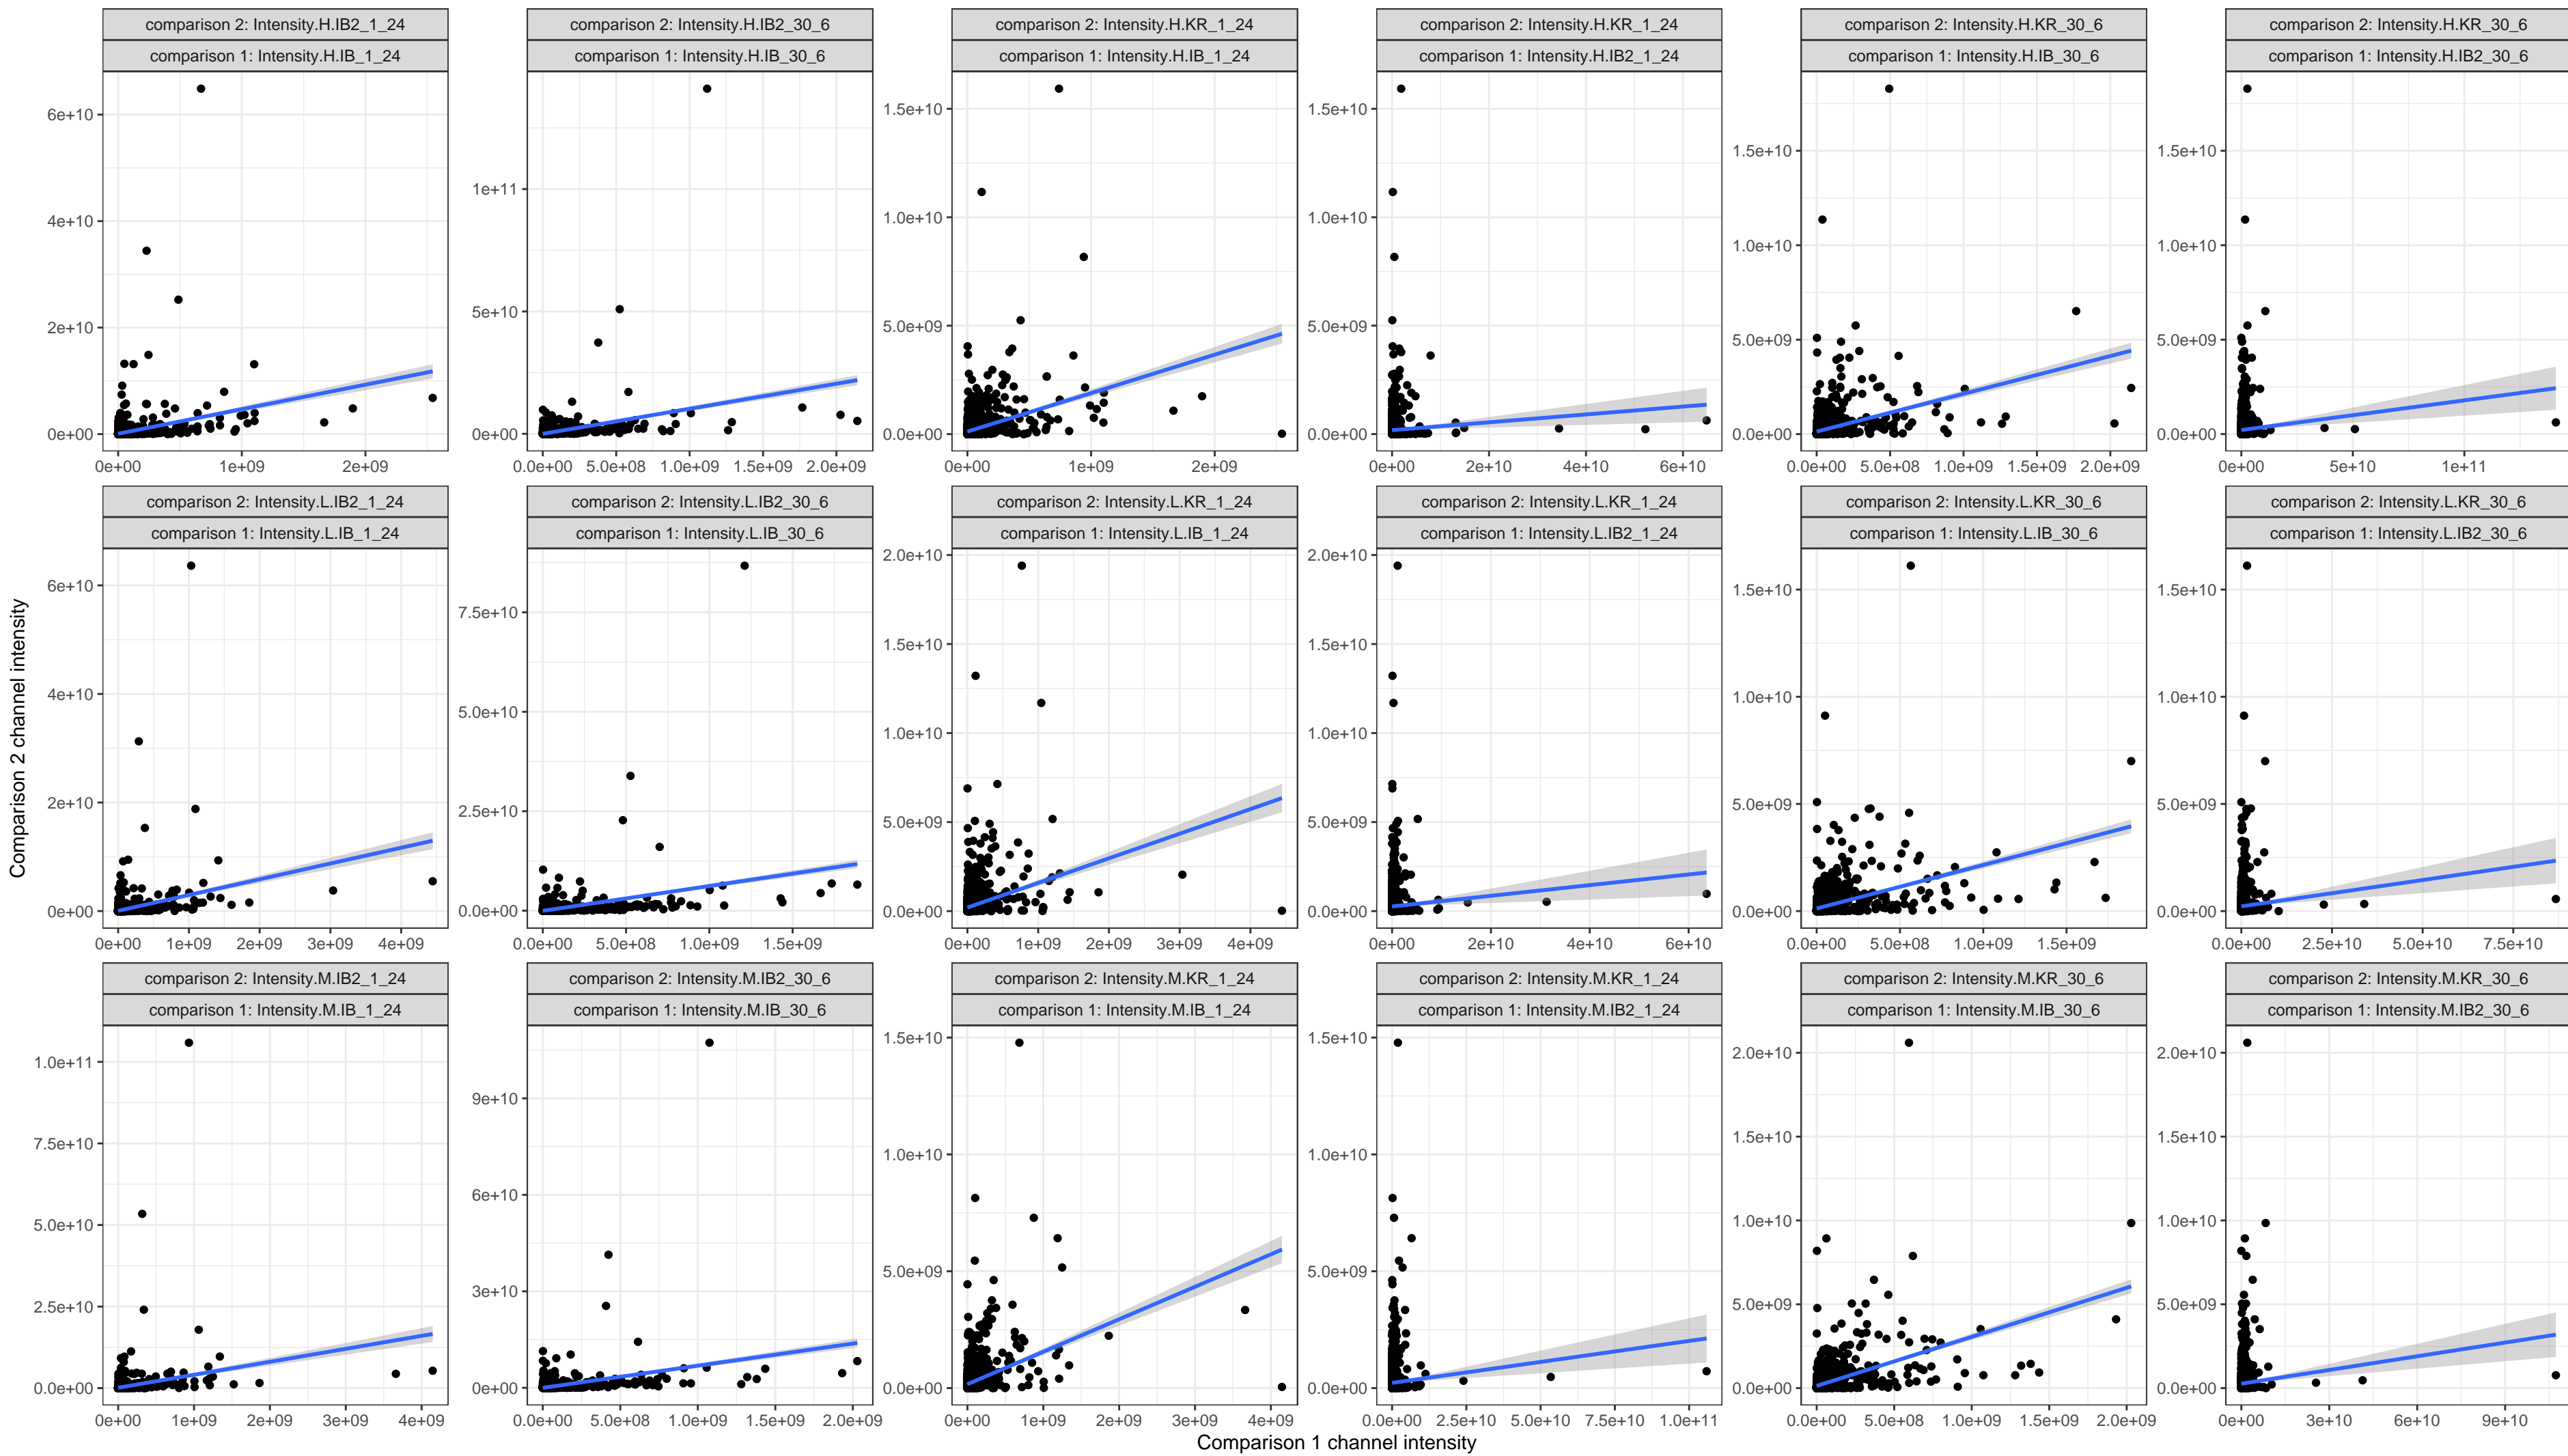 comparison 2: Intensity.H.IB2_1_24
comparison 1: Intensity.H.IB_1_24
6e+10
4e+10
2e+10
0e+00
0e+00 1e+09 2e+09
comparison 2: Intensity.H.IB2_30_6
comparison 1: Intensity.H.IB_30_6
1e+11
5e+10
0e+00
0.0e+00 5.0e+08 1.0e+09 1.5e+09 2.0e+09
comparison 2: Intensity.H.KR_1_24
comparison 1: Intensity.H.IB_1_24
1.5e+10
1.0e+10
5.0e+09
0.0e+00
0e+00 1e+09 2e+09
comparison 2: Intensity.H.KR_1_24
comparison 1: Intensity.H.IB2_1_24
1.5e+10
1.0e+10
5.0e+09
0.0e+00
0e+00 2e+10 4e+10 6e+10
comparison 2: Intensity.H.KR_30_6
comparison 1: Intensity.H.IB_30_6
1.5e+10
1.0e+10
5.0e+09
0.0e+00
0.0e+00 5.0e+08 1.0e+09 1.5e+09 2.0e+09
comparison 2: Intensity.H.KR_30_6
comparison 1: Intensity.H.IB2_30_6
1.5e+10
1.0e+10
5.0e+09
0.0e+00
0e+00 5e+10 1e+11
comparison 2: Intensity.L.IB2_1_24
comparison 1: Intensity.L.IB_1_24
6e+10
4e+10
2e+10
0e+00
0e+00 1e+09 2e+09 3e+09 4e+09
comparison 2: Intensity.L.IB2_30_6
comparison 1: Intensity.L.IB_30_6
7.5e+10
5.0e+10
2.5e+10
0.0e+00
0.0e+00 5.0e+08 1.0e+09 1.5e+09
comparison 2: Intensity.L.KR_1_24
comparison 1: Intensity.L.IB_1_24
2.0e+10
1.5e+10
1.0e+10
5.0e+09
0.0e+00
0e+00 1e+09 2e+09 3e+09 4e+09
comparison 2: Intensity.L.KR_1_24
comparison 1: Intensity.L.IB2_1_24
2.0e+10
1.5e+10
1.0e+10
5.0e+09
0.0e+00
0e+00 2e+10 4e+10 6e+10
comparison 2: Intensity.L.KR_30_6
comparison 1: Intensity.L.IB_30_6
1.5e+10
1.0e+10
5.0e+09
0.0e+00
0.0e+00 5.0e+08 1.0e+09 1.5e+09
comparison 2: Intensity.L.KR_30_6
comparison 1: Intensity.L.IB2_30_6
1.5e+10
1.0e+10
5.0e+09
0.0e+00
0.0e+00 2.5e+10 5.0e+10 7.5e+10
comparison 2: Intensity.M.IB2_1_24
comparison 1: Intensity.M.IB_1_24
1.0e+11
7.5e+10
5.0e+10
2.5e+10
0.0e+00
0e+00 1e+09 2e+09 3e+09 4e+09
comparison 2: Intensity.M.IB2_30_6
comparison 1: Intensity.M.IB_30_6
9e+10
6e+10
3e+10
0e+00
0.0e+00 5.0e+08 1.0e+09 1.5e+09 2.0e+09
comparison 2: Intensity.M.KR_1_24
comparison 1: Intensity.M.IB_1_24
1.5e+10
1.0e+10
5.0e+09
0.0e+00
0e+00 1e+09 2e+09 3e+09 4e+09
comparison 2: Intensity.M.KR_1_24
comparison 1: Intensity.M.IB2_1_24
1.5e+10
1.0e+10
5.0e+09
0.0e+00
0.0e+00 2.5e+10 5.0e+10 7.5e+10 1.0e+11
comparison 2: Intensity.M.KR_30_6
comparison 1: Intensity.M.IB_30_6
2.0e+10
1.5e+10
1.0e+10
5.0e+09
0.0e+00
0.0e+00 5.0e+08 1.0e+09 1.5e+09 2.0e+09
comparison 2: Intensity.M.KR_30_6
comparison 1: Intensity.M.IB2_30_6
2.0e+10
1.5e+10
1.0e+10
5.0e+09
0.0e+00
0e+00 3e+10 6e+10 9e+10
Comparison 2 channel intensity
Comparison 1 channel intensity